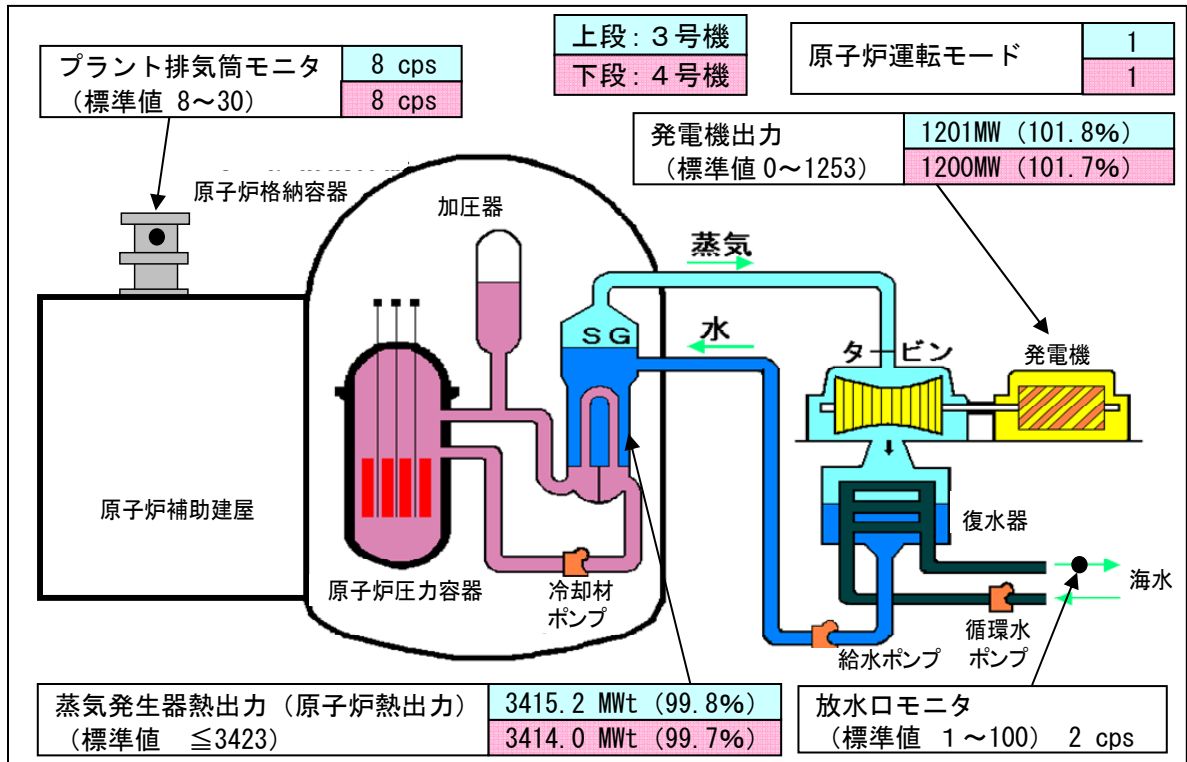 上段：３号機
下段：４号機
原子炉運転モード
1
1
プラント排気筒モニタ
（標準値 8～30）
8 cps
8 cps
発電機出力
（標準値 0～1253）
1201MW (101.8%)
1200MW (101.7%)
原子炉格納容器
加圧器
蒸気
ＳＧ
水
タービン
発電機
原子炉補助建屋
復水器
原子炉圧力容器
冷却材
ポンプ
海水
給水ポンプ
循環水
ポンプ
蒸気発生器熱出力（原子炉熱出力）
（標準値　≦3423）
3415.2 MWt (99.8%)
3414.0 MWt (99.7%)
放水口モニタ
（標準値　１～100）　2 cps